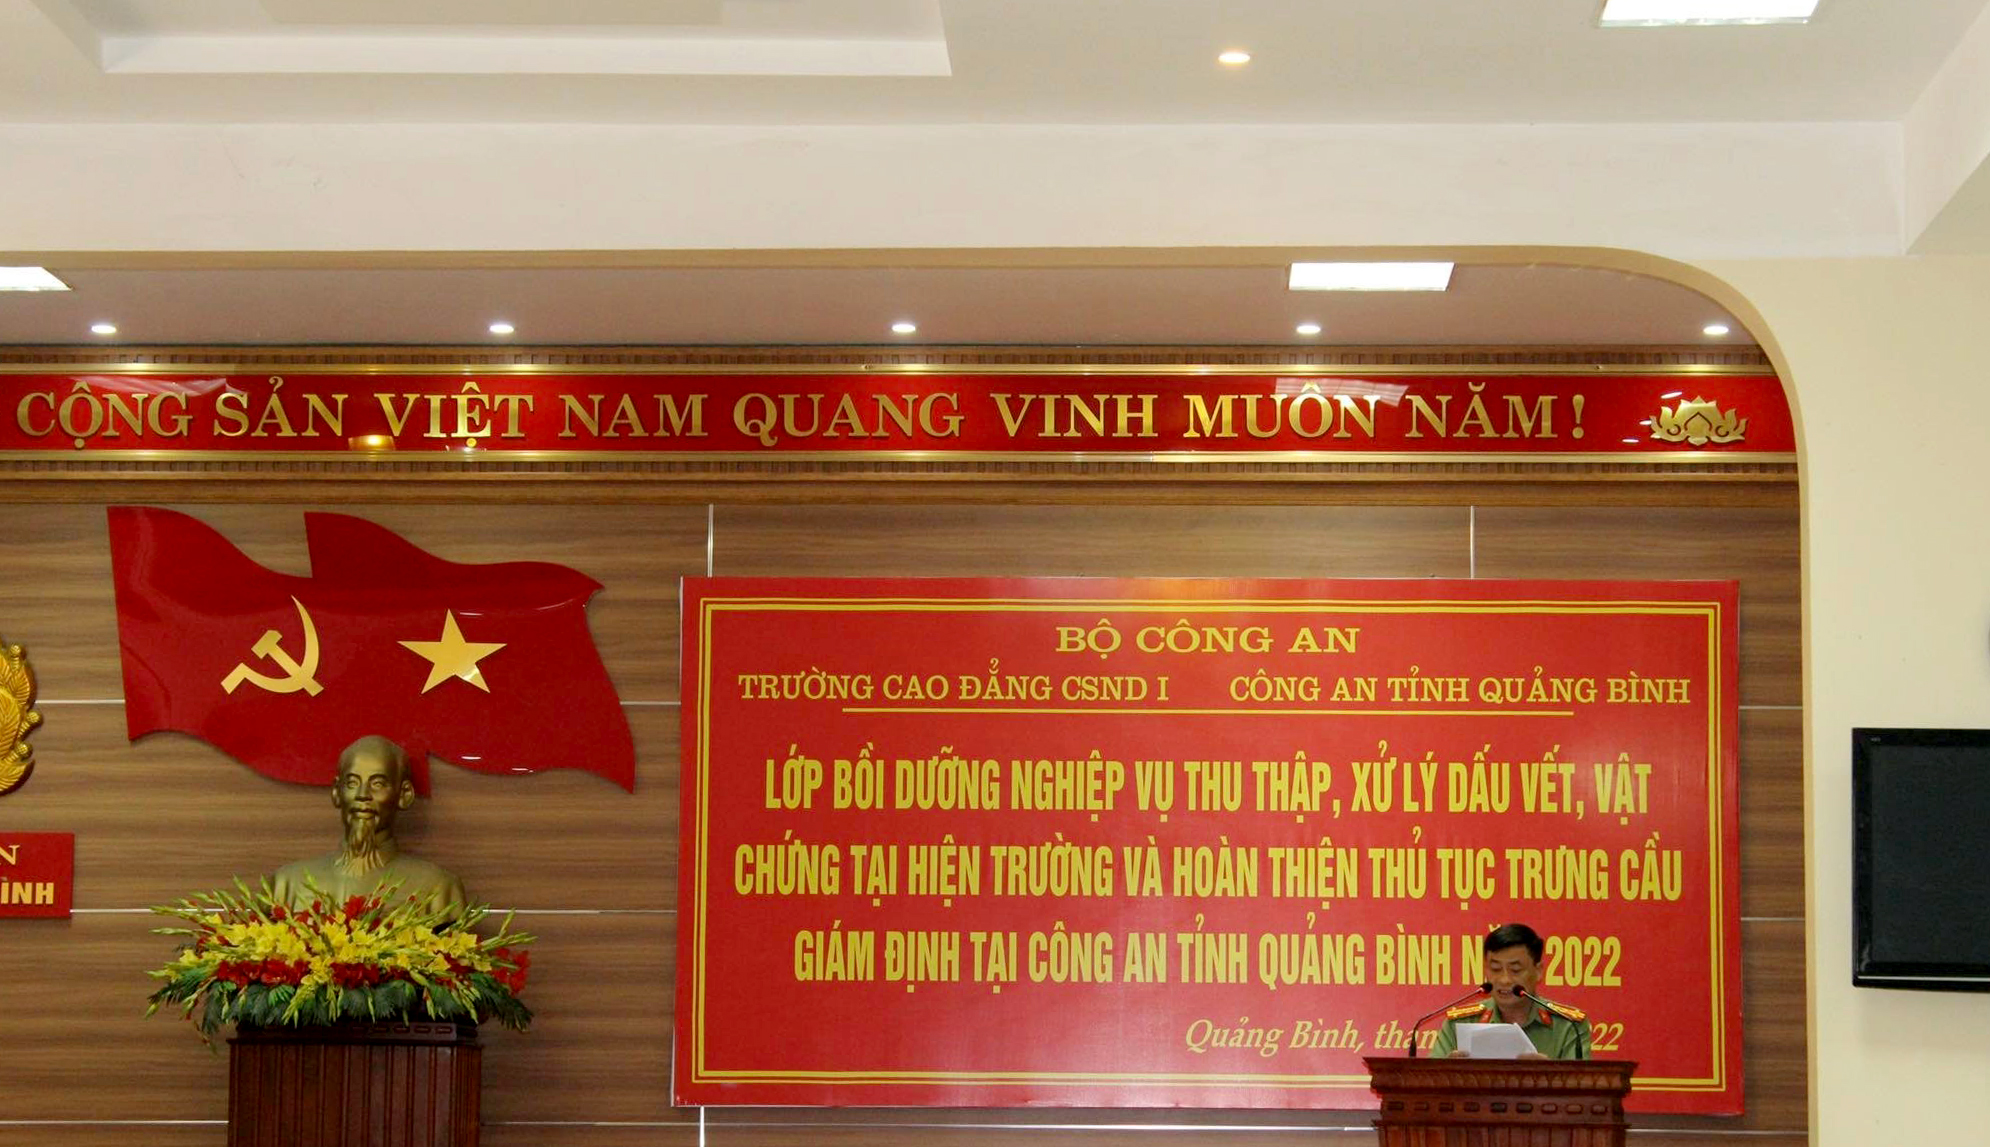 CỘNG SẢN VIỆT NAM QUANG VINH MUÔN NĂM!
BỘ CÔNG AN
TRƯỜNG CAO ĐẲNG CSND I CÔNG AN TỈNH QUẢNG BÌNH
LỚP BỒI DƯỠNG NGHIỆP VỤ THU THẬP, XỬ LÝ DẤU VẾT, VẬT
CHỨNG TẠI HIỆN TRƯỜNG VÀ HOÀN THIỆN THỦ TỤC TRƯNG CẦU
GIÁM ĐỊNH TẠI CÔNG AN TỈNH QUẢNG BÌNH 2022
Quảng Bình,